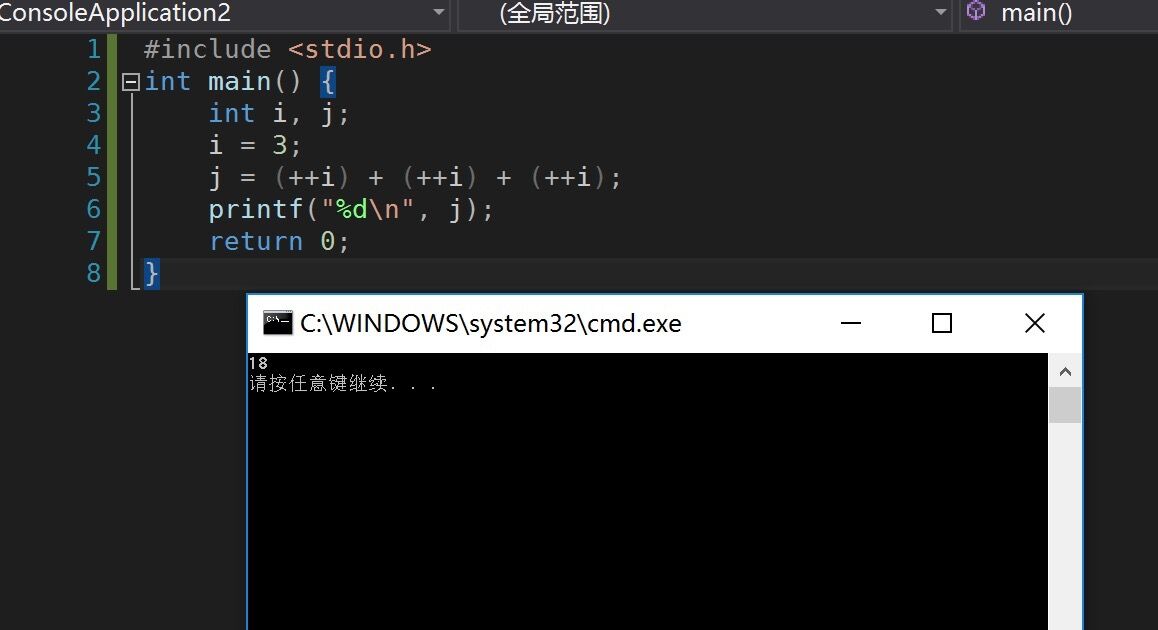 ConsoleApplication2 (全局范围) main()
1 #include <stdio.h>
2 int main() {
3 int i, j;
4 i = 3;
5 j = (++i) + (++i) + (++i);
6 printf("%d\n", j);
7 return 0;
8 }
C:\WINDOWS\system32\cmd.exe
18
请按任意键继续. . .